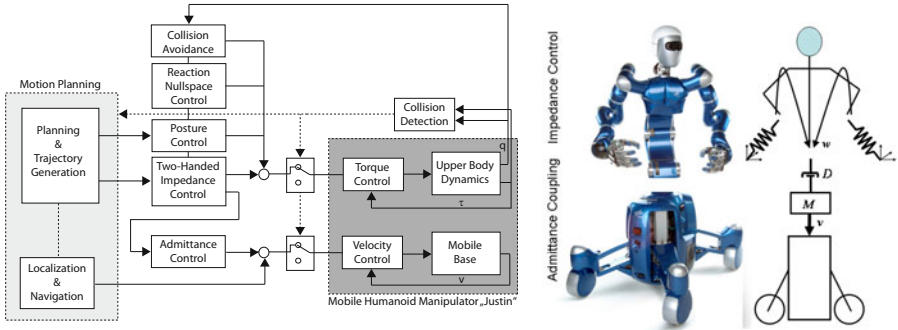 Collision
Avoidance
Reaction
Nullspace
Control
Motion Planning
Planning
&
Trajectory
Generation
Posture
Control
Two-Handed
Impedance
Control
Admittance
Control
Localization
&
Navigation
Collision
Detection
q
Torque
Control
Upper Body
Dynamics
τ
Velocity
Control
Mobile
Base
v
Mobile Humanoid Manipulator „Justin“
Impedance Control
Admittance Coupling
w
D
M
v